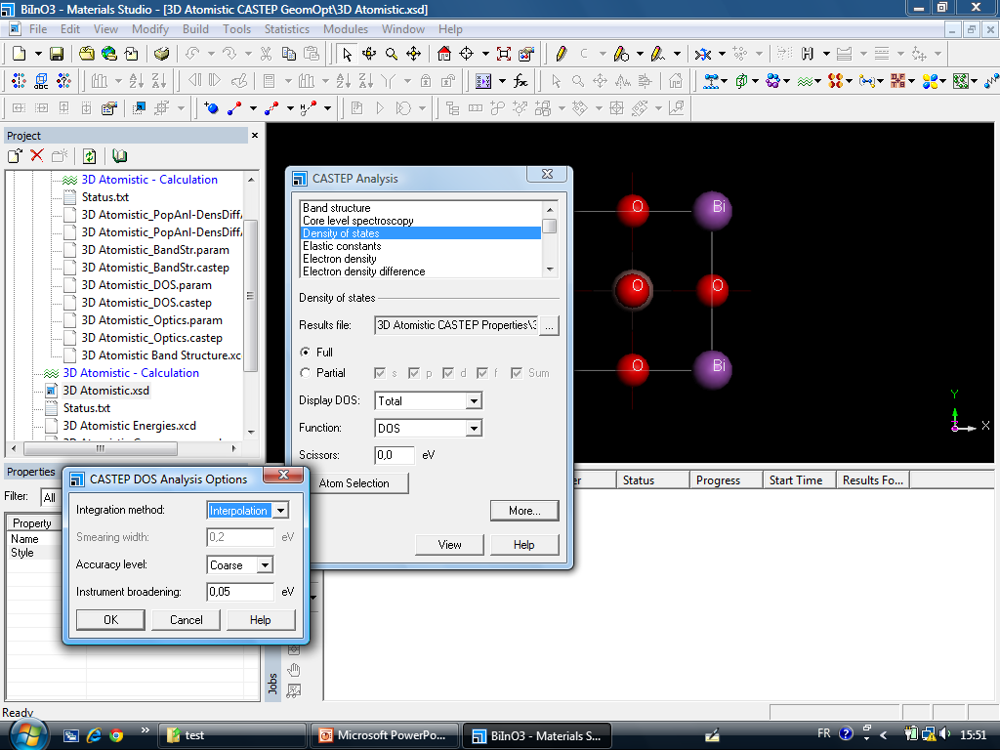 BiInO3 - Materials Studio - [3D Atomistic CASTEP GeomOpt\3D Atomistic.xsd]
File Edit View Modify Build Tools Statistics Modules Window Help
Project
3D Atomistic - Calculation
Status.txt
3D Atomistic_PopAnl-DensDiff
3D Atomistic_PopAnl-DensDiff
3D Atomistic_BandStr.param
3D Atomistic_BandStr.castep
3D Atomistic_DOS.param
3D Atomistic_DOS.castep
3D Atomistic_Optics.param
3D Atomistic_Optics.castep
3D Atomistic Band Structure.xc
3D Atomistic - Calculation
3D Atomistic.xsd
Status.txt
3D Atomistic Energies.xcd
Properties
Filter: All
Property
Name
Style
CASTEP Analysis
Band structure
Core level spectroscopy
Density of states
Elastic constants
Electron density
Electron density difference
Density of states
Results file: 3D Atomistic CASTEP Properties\3 ...
Full
Partial s p d f Sum
Display DOS: Total
Function: DOS
Scissors: 0,0 eV
Atom Selection
More...
View Help
O Bi
O O
O Bi
Y
X
er Status Progress Start Time Results Fo...
CASTEP DOS Analysis Options
Integration method: Interpolation
Smearing width: 0,2 eV
Accuracy level: Coarse
Instrument broadening: 0,05 eV
OK Cancel Help
Jobs
Ready
test
Microsoft PowerPo...
BiInO3 - Materials S...
FR
15:51